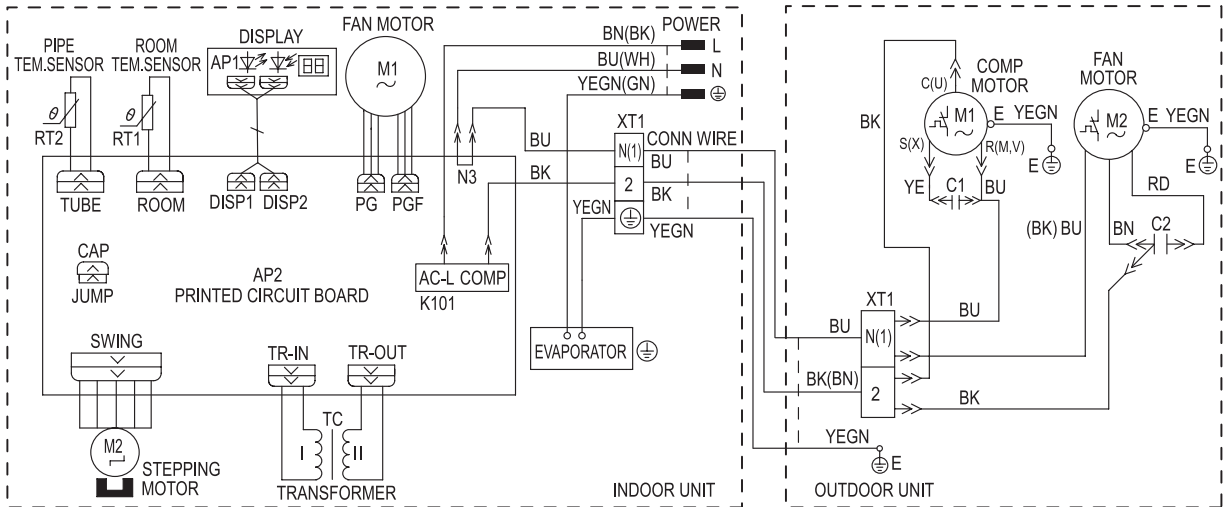 PIPE
TEM.SENSOR
ROOM
TEM.SENSOR
DISPLAY
AP1
FAN MOTOR
M1
POWER
BN(BK)
L
BU(WH)
N
YEGN(GN)
θ
RT2
θ
RT1
TUBE
ROOM
DISP1
DISP2
PG
PGF
N3
BU
BK
XT1
N(1)
2
CONN WIRE
BU
BK
YEGN
YEGN
CAP
JUMP
AP2
PRINTED CIRCUIT BOARD
AC-L COMP
K101
EVAPORATOR
SWING
TR-IN
TR-OUT
TC
I
II
TRANSFORMER
M2
STEPPING
MOTOR
INDOOR UNIT
C(U)
COMP
MOTOR
M1
E
YEGN
E
S(X)
R(M,V)
YE
C1
BU
BK
FAN
MOTOR
M2
E
YEGN
E
RD
(BK) BU
BN
C2
XT1
BU
N(1)
BU
BK(BN)
2
BK
YEGN
E
OUTDOOR UNIT